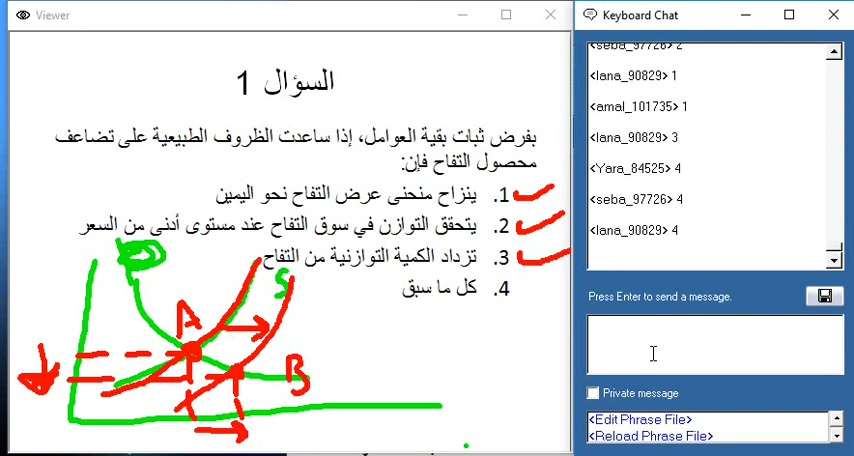 Viewer
السؤال 1
بفرض ثبات بقية العوامل، إذا ساعدت الظروف الطبيعية على تضاعف
محصول التفاح فإن:
1. ينزاح منحنى عرض التفاح نحو اليمين
2. يتحقق التوازن في سوق التفاح عند مستوى أدنى من السعر
3. تزداد الكمية التوازنية من التفاح
4. كل ما سبق
S
A
B
Keyboard Chat
<seba_97726> 2
<lana_90829> 1
<amal_101735> 1
<lana_90829> 3
<Yara_84525> 4
<seba_97726> 4
<lana_90829> 4
Press Enter to send a message.
Private message
<Edit Phrase File>
<Reload Phrase File>